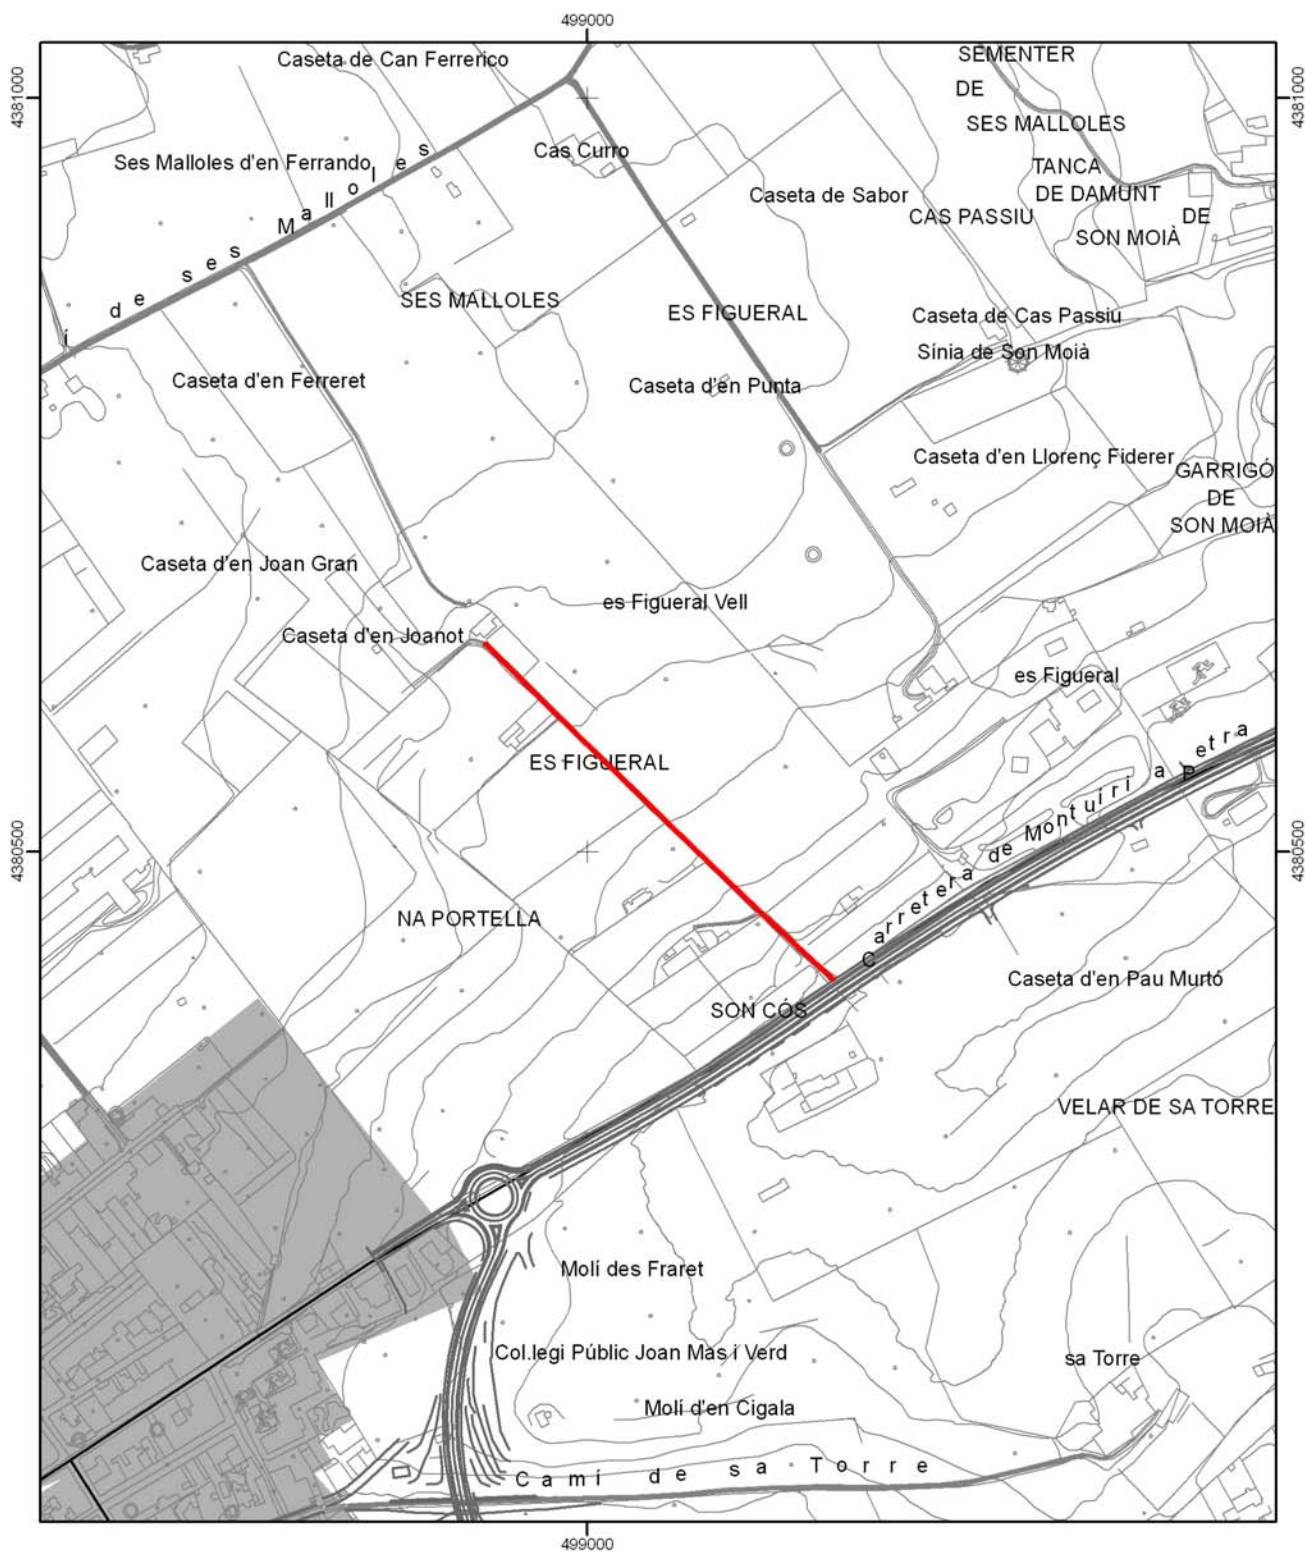 499000
4381000
4381000
Caseta de Can Ferrerico
SEMENTER
DE
SES MALLOLES
Cas Curro
Ses Malloles d'en Ferrando
í de ses Malloles
TANCA
DE DAMUNT
DE
SON MOIÀ
Caseta de Sabor
CAS PASSIU
SES MALLOLES
ES FIGUERAL
Caseta de Cas Passiu
Sínia de Son Moià
Caseta d'en Ferreret
Caseta d'en Punta
Caseta d'en Llorenç Fiderer
GARRIGÓ
DE
SON MOIÀ
Caseta d'en Joan Gran
es Figueral Vell
Caseta d'en Joanot
es Figueral
ES FIGUERAL
Carretera de Montuïri a Petra
4380500
4380500
NA PORTELLA
Caseta d'en Pau Murtó
SON CÓS
VELAR DE SA TORRE
Molí des Fraret
Col.legi Públic Joan Mas i Verd
sa Torre
Molí d'en Cigala
Camí de sa Torre
499000